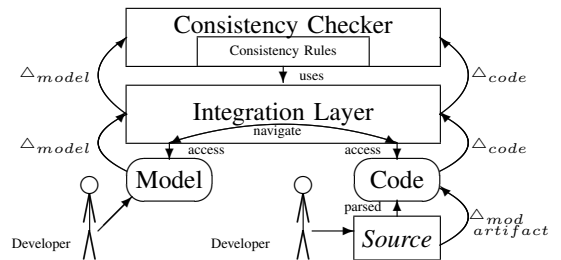 Consistency Checker
Consistency Rules
△model
△code
uses
Integration Layer
navigate
△model
△code
access
access
Model
Code
parsed
△mod
artifact
Developer
Developer
Source